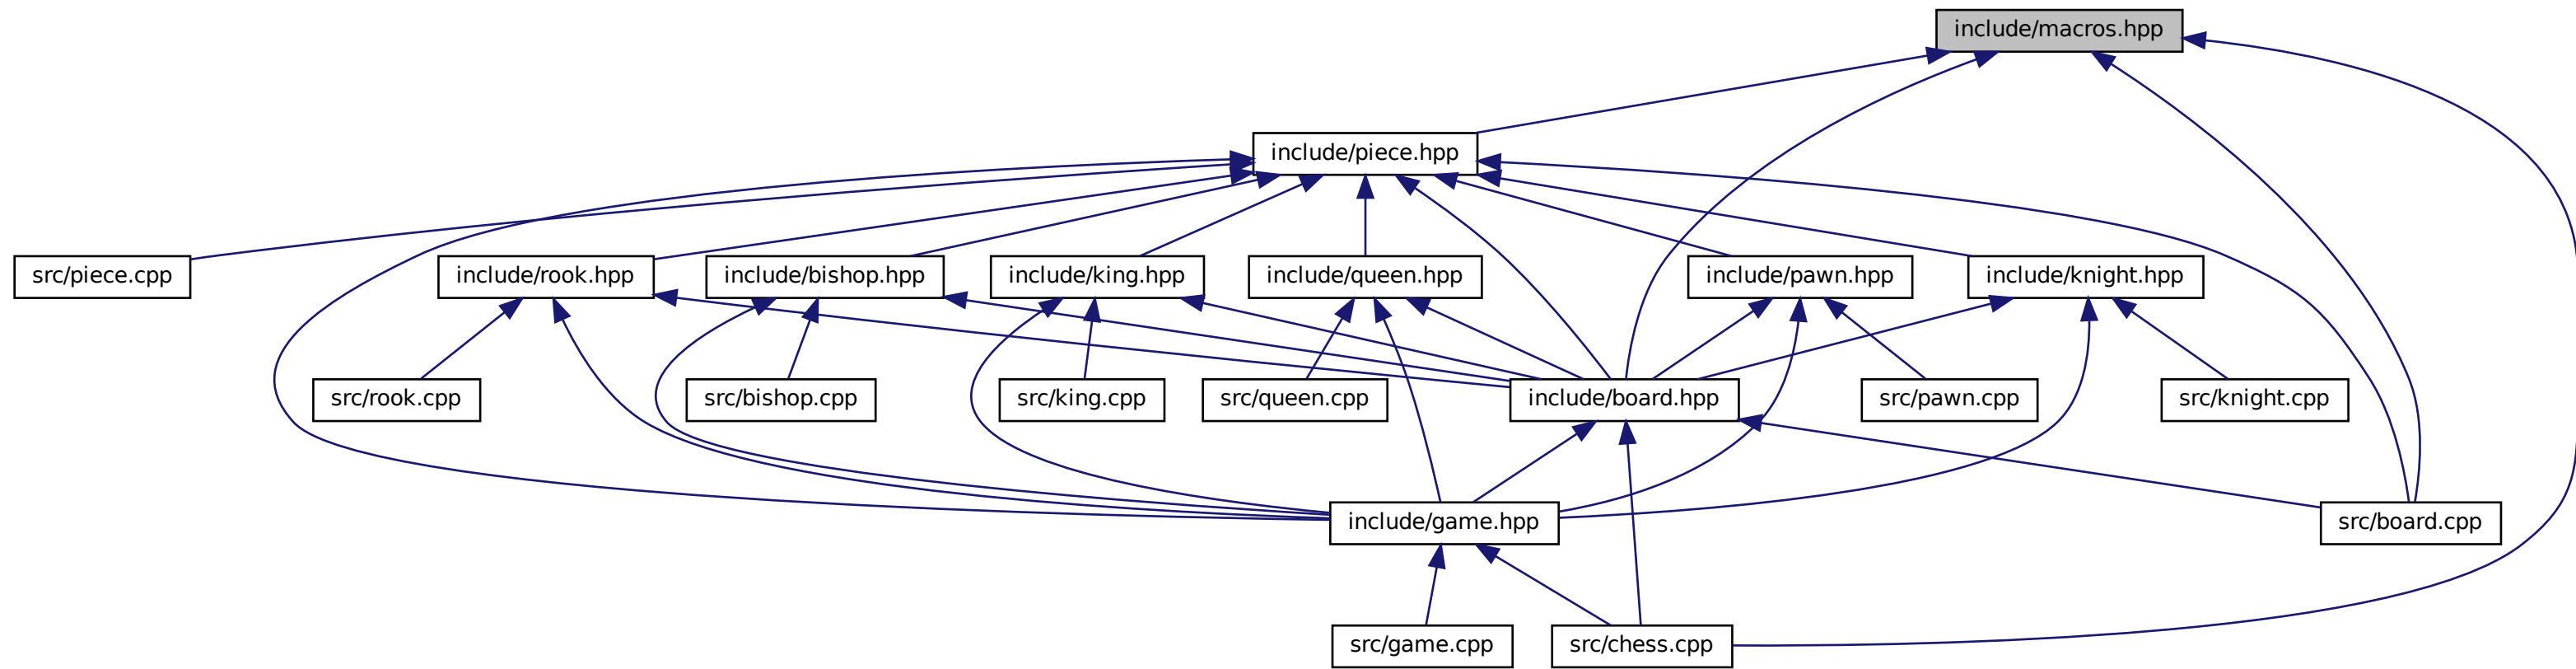 include/macros.hpp
include/piece.hpp
src/piece.cpp
include/rook.hpp
include/bishop.hpp
include/king.hpp
include/queen.hpp
include/pawn.hpp
include/knight.hpp
src/rook.cpp
src/bishop.cpp
src/king.cpp
src/queen.cpp
include/board.hpp
src/pawn.cpp
src/knight.cpp
include/game.hpp
src/board.cpp
src/game.cpp
src/chess.cpp